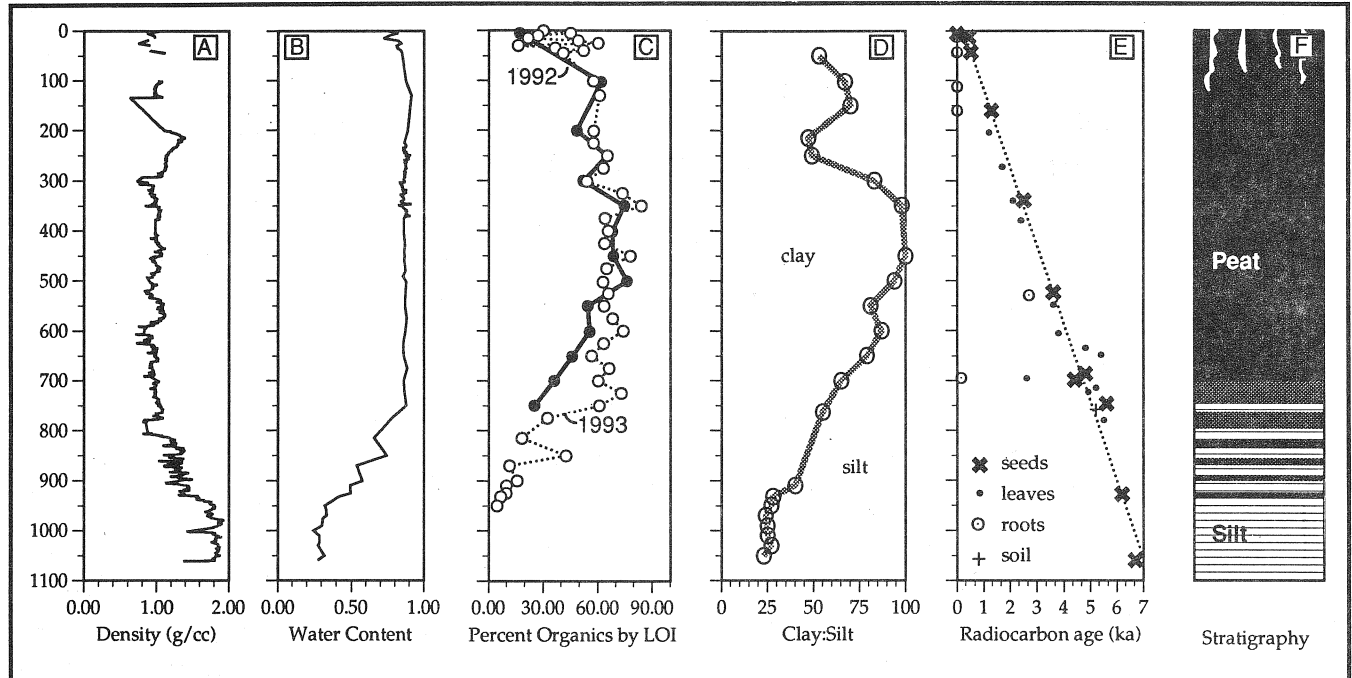 A B C D E F
0
100
200
300
400
500
600
700
800
900
1000
1100
1992
1993
clay
silt
Peat
Silt
seeds
leaves
roots
soil
0.00 1.00 2.00 0.00 0.50 1.00 0.00 30.00 60.00 90.00 0 25 50 75 100 0 1 2 3 4 5 6 7
Density (g/cc) Water Content Percent Organics by LOI Clay:Silt Radiocarbon age (ka) Stratigraphy